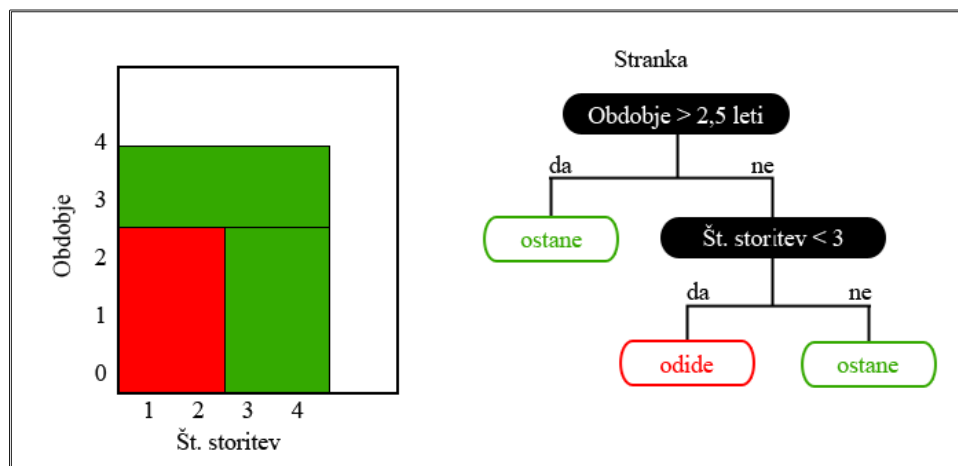 4
3
2
1
0
Obdobje
1 2 3 4
Št. storitev
Stranka
Obdobje > 2,5 leti
da ne
ostane
Št. storitev < 3
da ne
odide
ostane